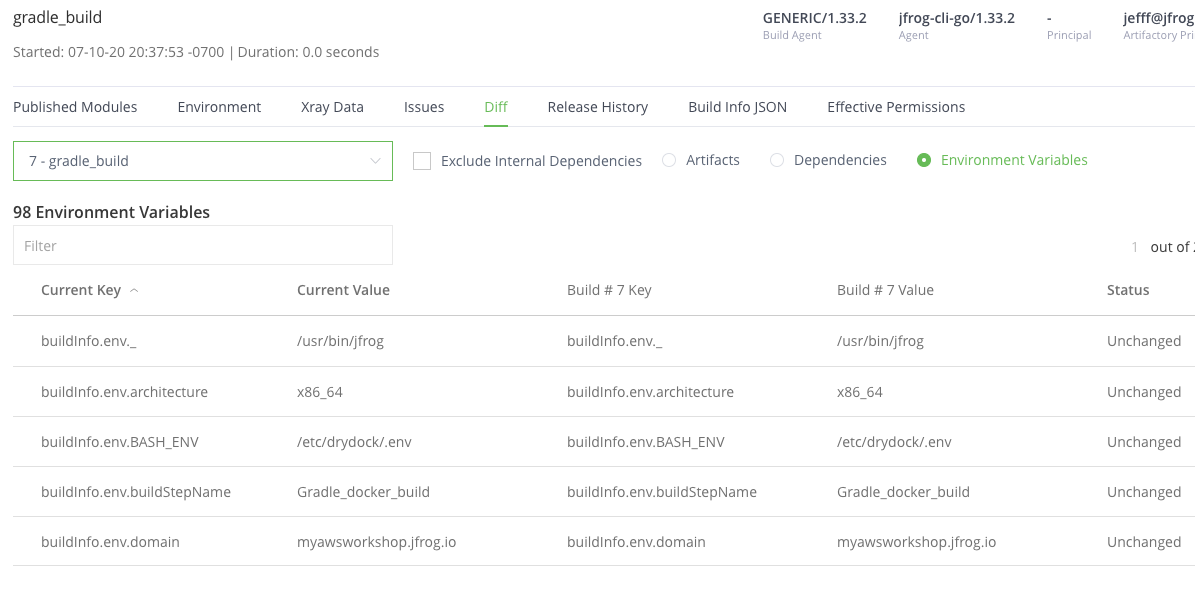 gradle_build
GENERIC/1.33.2 jfrog-cli-go/1.33.2 - jefff@jfrog
Build Agent Agent Principal Artifactory Pri
Started: 07-10-20 20:37:53 -0700 | Duration: 0.0 seconds
Published Modules Environment Xray Data Issues Diff Release History Build Info JSON Effective Permissions
7 - gradle_build Exclude Internal Dependencies Artifacts Dependencies Environment Variables
98 Environment Variables
Filter 1 out of 2
Current Key Current Value Build # 7 Key Build # 7 Value Status
buildInfo.env._ /usr/bin/jfrog buildInfo.env._ /usr/bin/jfrog Unchanged
buildInfo.env.architecture x86_64 buildInfo.env.architecture x86_64 Unchanged
buildInfo.env.BASH_ENV /etc/drydock/.env buildInfo.env.BASH_ENV /etc/drydock/.env Unchanged
buildInfo.env.buildStepName Gradle_docker_build buildInfo.env.buildStepName Gradle_docker_build Unchanged
buildInfo.env.domain myawsworkshop.jfrog.io buildInfo.env.domain myawsworkshop.jfrog.io Unchanged